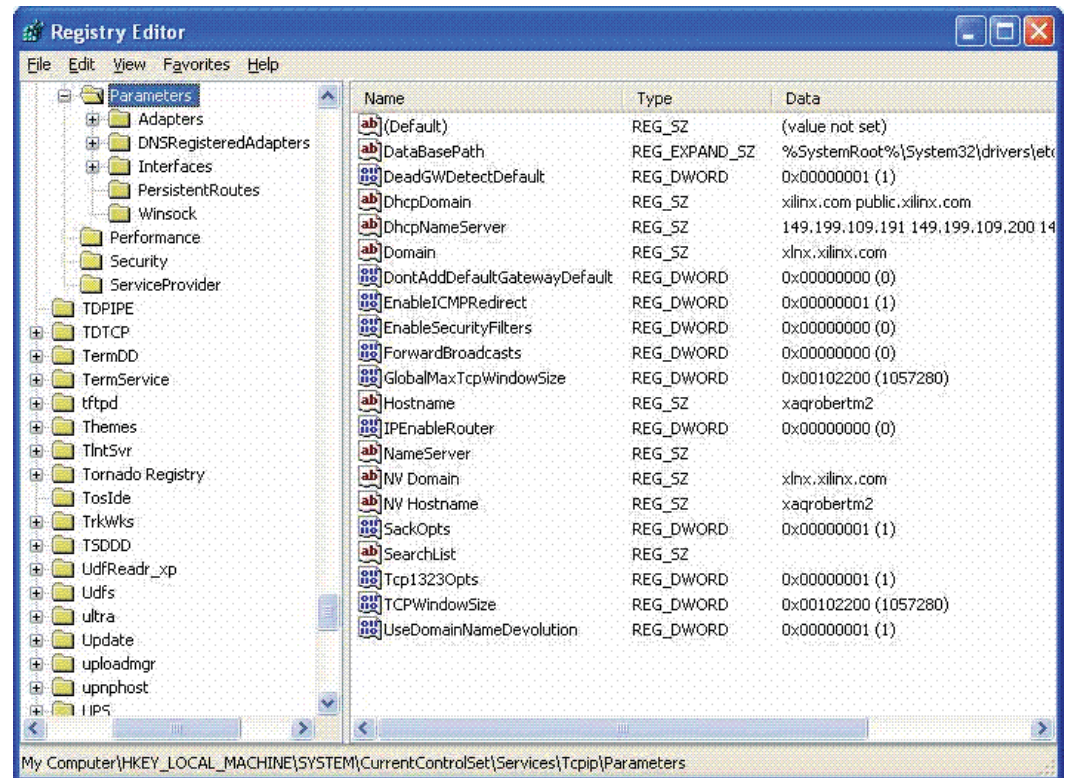 Registry Editor
File Edit View Favorites Help
Parameters
Adapters
DNSRegisteredAdapters
Interfaces
PersistentRoutes
Winsock
Performance
Security
ServiceProvider
TDPIPE
TDTCP
TermDD
TermService
tftpd
Themes
TlntSvr
Tornado Registry
TosIde
TrkWks
TSDDD
UdfReadr_xp
Udfs
ultra
Update
uploadmgr
upnphost
UPS
Name Type Data
(Default) REG_SZ (value not set)
DataBasePath REG_EXPAND_SZ %SystemRoot%\System32\drivers\etc
DeadGWDetectDefault REG_DWORD 0x00000001 (1)
DhcpDomain REG_SZ xilinx.com public.xilinx.com
DhcpNameServer REG_SZ 149.199.109.191 149.199.109.200 14
Domain REG_SZ xlnx.xilinx.com
DontAddDefaultGatewayDefault REG_DWORD 0x00000000 (0)
EnableICMPRedirect REG_DWORD 0x00000001 (1)
EnableSecurityFilters REG_DWORD 0x00000000 (0)
ForwardBroadcasts REG_DWORD 0x00000000 (0)
GlobalMaxTcpWindowSize REG_DWORD 0x00102200 (1057280)
Hostname REG_SZ xaqrobertm2
IPEnableRouter REG_DWORD 0x00000000 (0)
NameServer REG_SZ
NV Domain REG_SZ xlnx.xilinx.com
NV Hostname REG_SZ xaqrobertm2
SackOpts REG_DWORD 0x00000001 (1)
SearchList REG_SZ
Tcp1323Opts REG_DWORD 0x00000001 (1)
TCPWindowSize REG_DWORD 0x00102200 (1057280)
UseDomainNameDevolution REG_DWORD 0x00000001 (1)
My Computer\HKEY_LOCAL_MACHINE\SYSTEM\CurrentControlSet\Services\Tcpip\Parameters